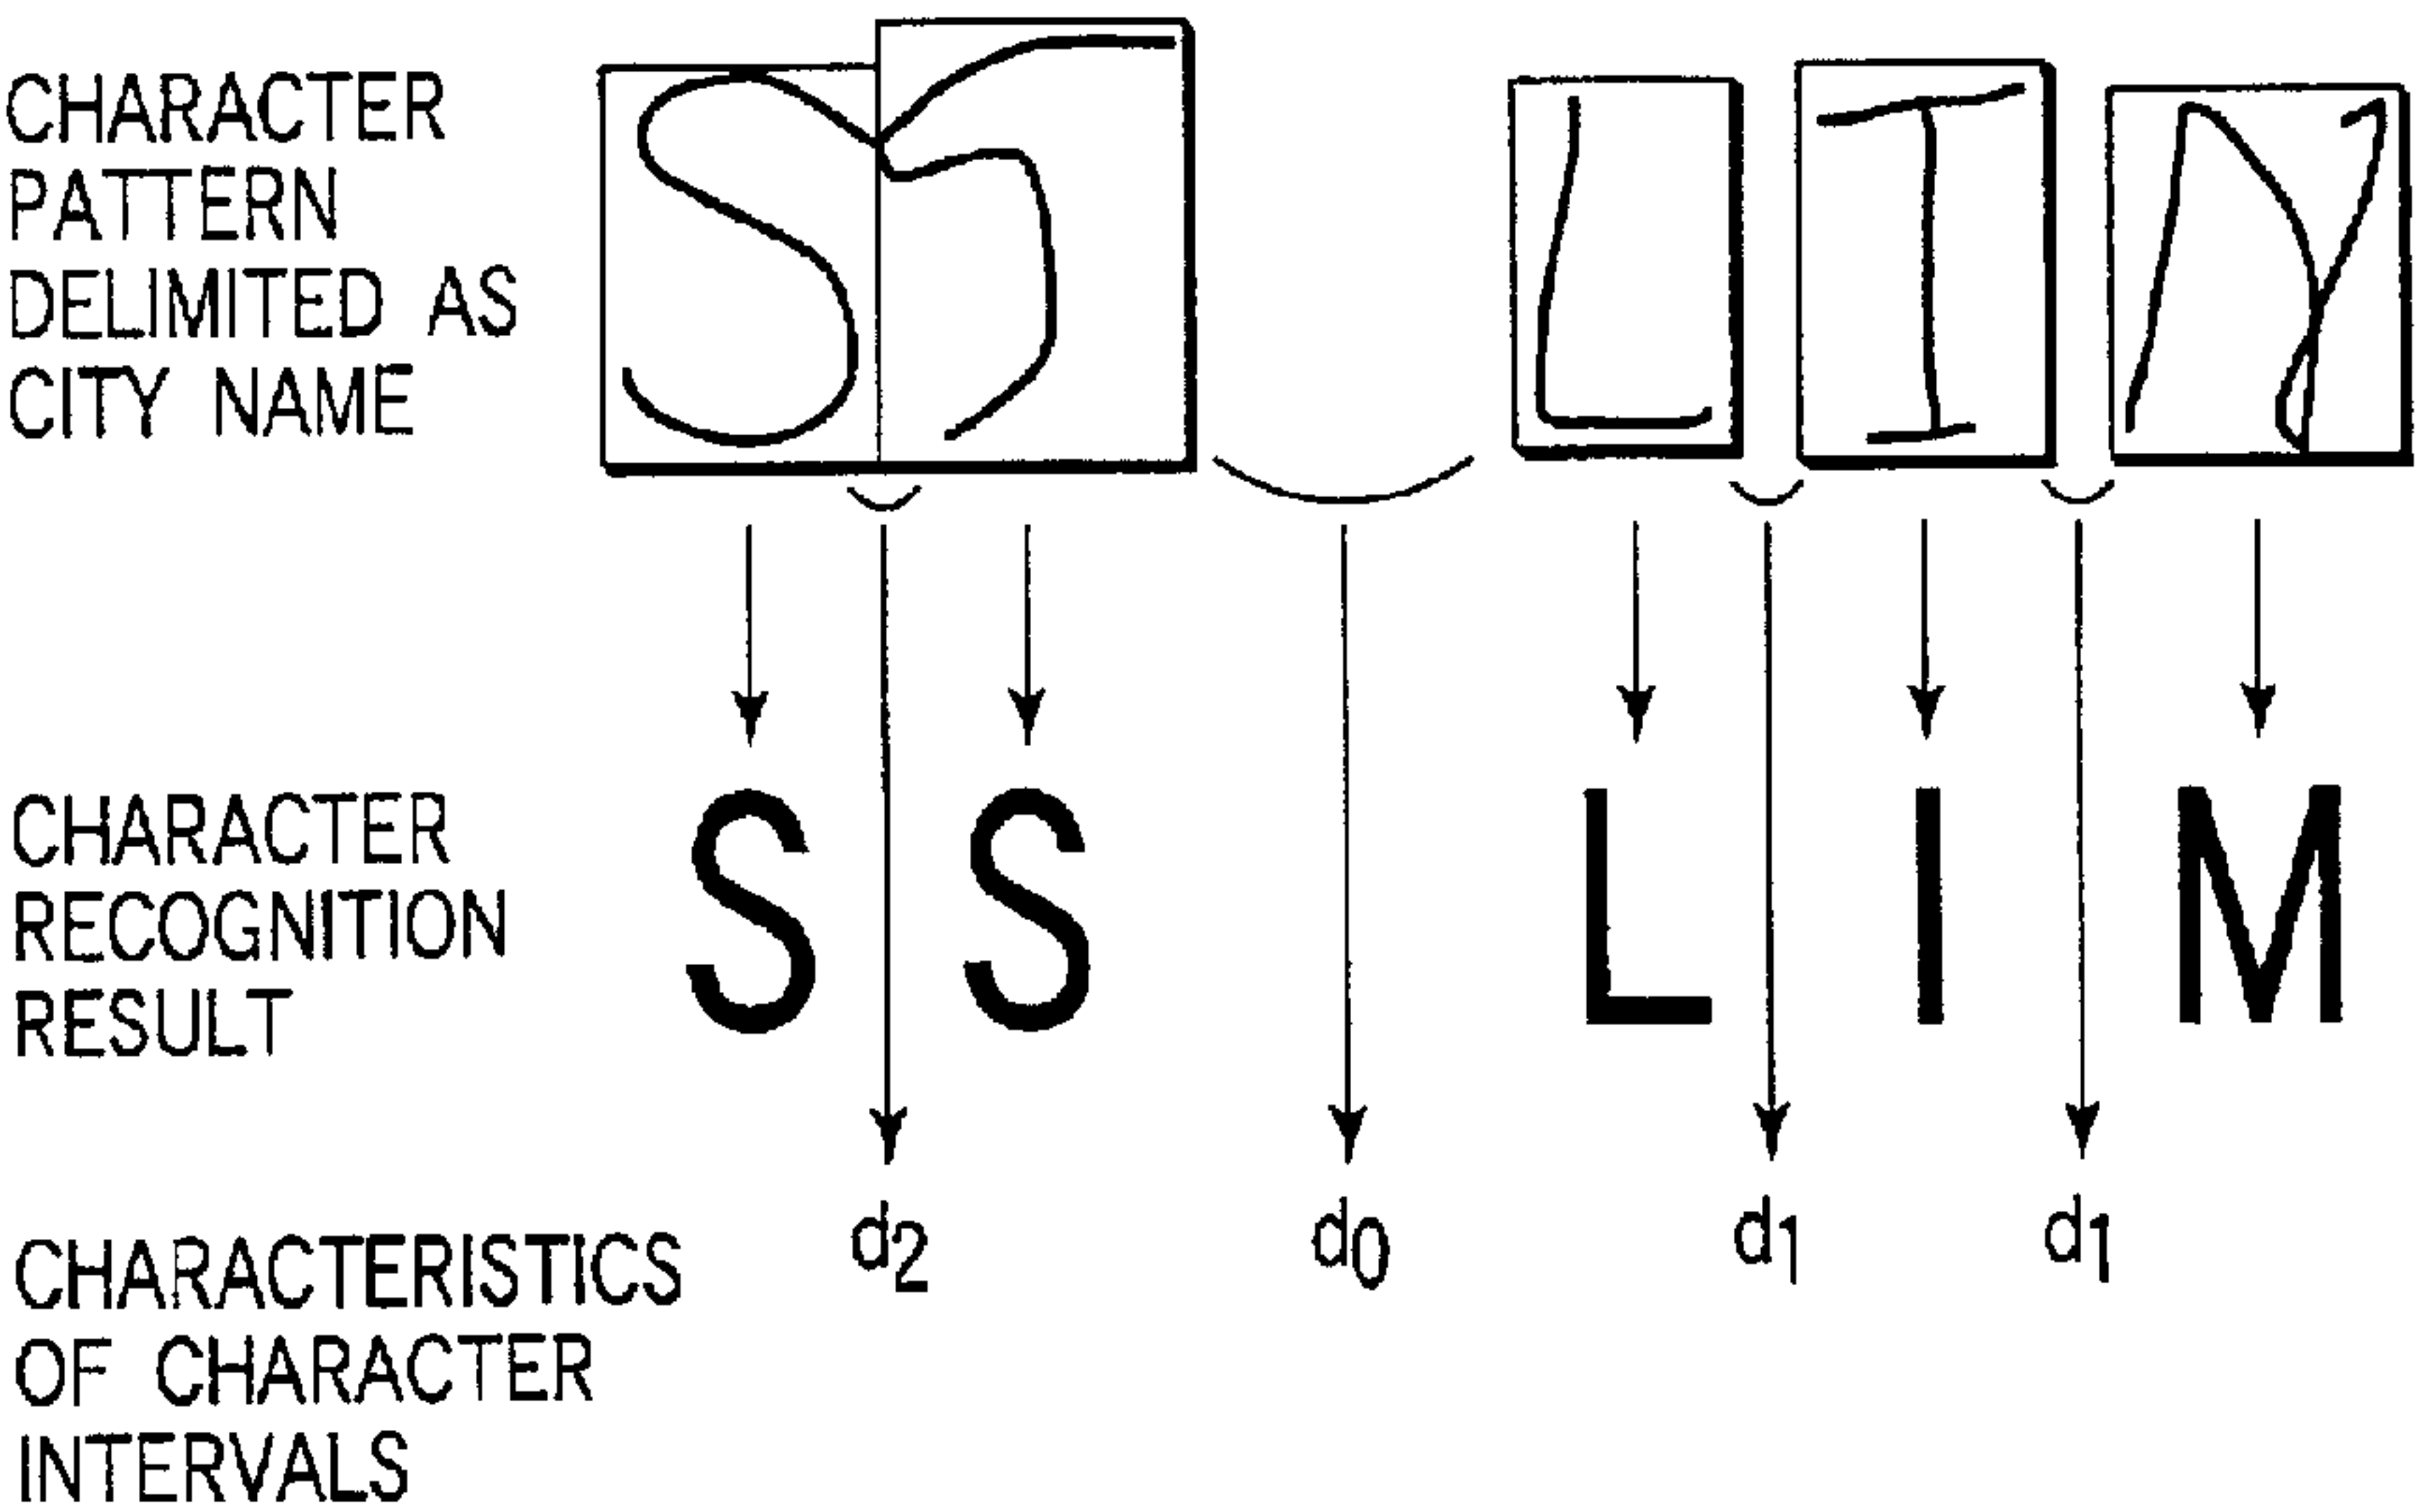 CHARACTER
PATTERN
DELIMITED AS
CITY NAME
S S L I M
CHARACTER
RECOGNITION
RESULT
S S L I M
CHARACTERISTICS
OF CHARACTER
INTERVALS
d2 d0 d1 d1